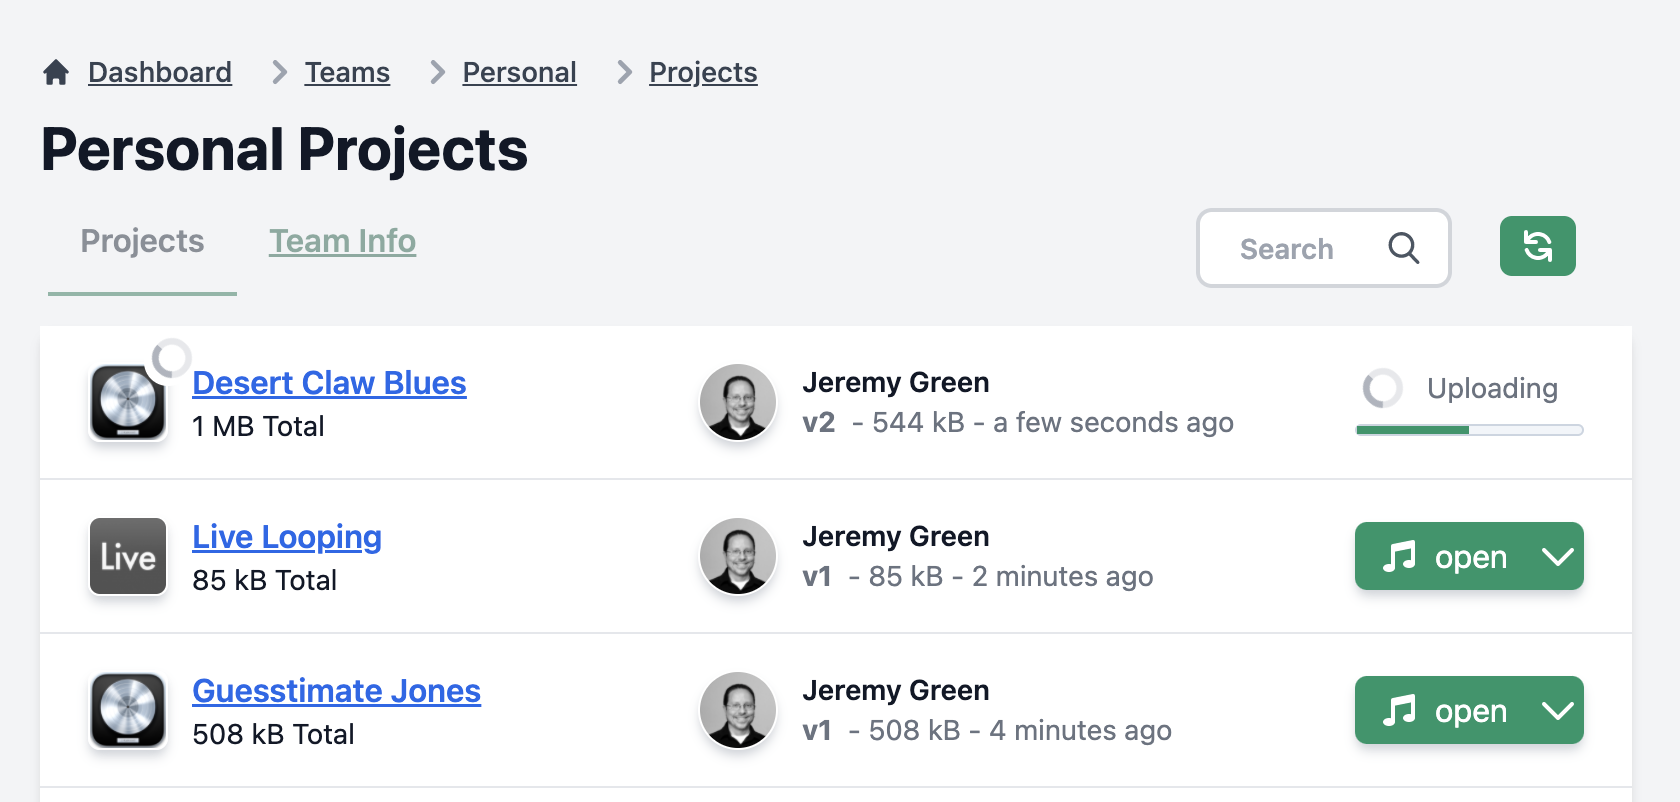 Dashboard > Teams > Personal > Projects
Personal Projects
Projects Team Info Search
Desert Claw Blues
1 MB Total
Jeremy Green
v2 - 544 kB - a few seconds ago
Uploading
Live
Live Looping
85 kB Total
Jeremy Green
v1 - 85 kB - 2 minutes ago
open
Guesstimate Jones
508 kB Total
Jeremy Green
v1 - 508 kB - 4 minutes ago
open